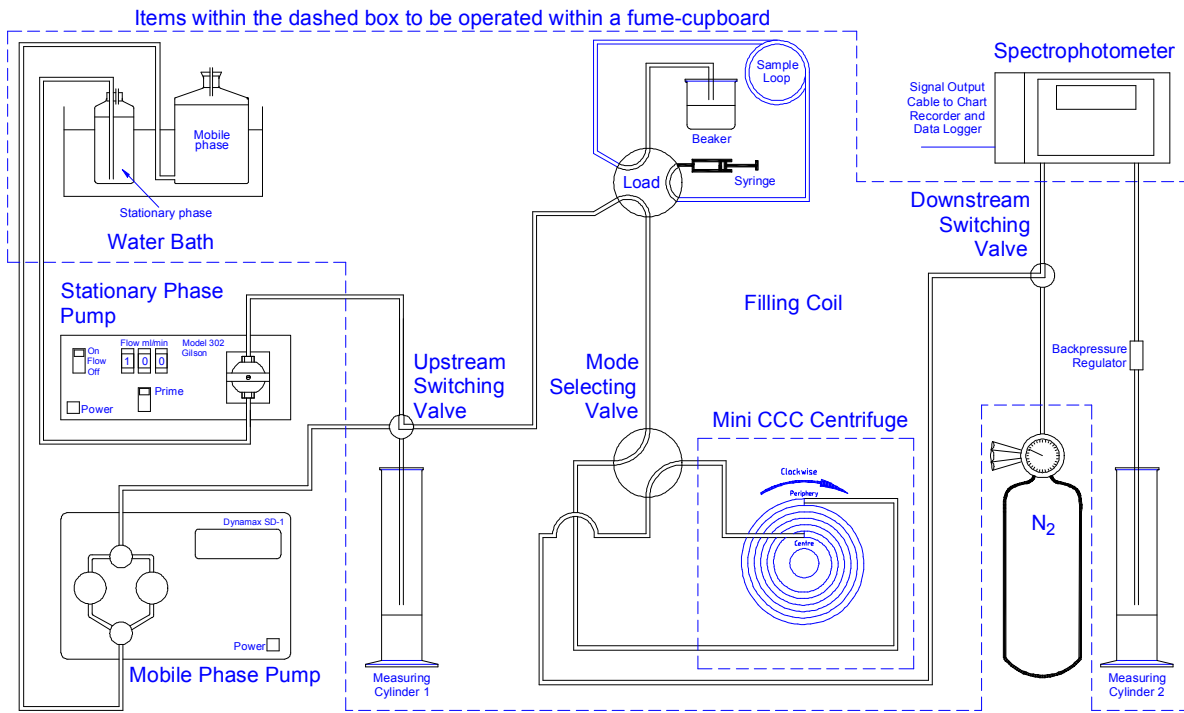 Items within the dashed box to be operated within a fume-cupboard
Mobile
phase
Stationary phase
Water Bath
Sample
Loop
Beaker
Load
Syringe
Spectrophotometer
Signal Output
Cable to Chart
Recorder and
Data Logger
Downstream
Switching
Valve
Stationary Phase
Pump
On
Flow
Off
Flow ml/min
1 0 0
Model 302
Gilson
Prime
Power
Upstream
Switching
Valve
Mode
Selecting
Valve
Filling Coil
Backpressure
Regulator
Mini CCC Centrifuge
Clockwise
Periphery
Centre
N2
Dynamax SD-1
Power
Mobile Phase Pump
Measuring
Cylinder 1
Measuring
Cylinder 2